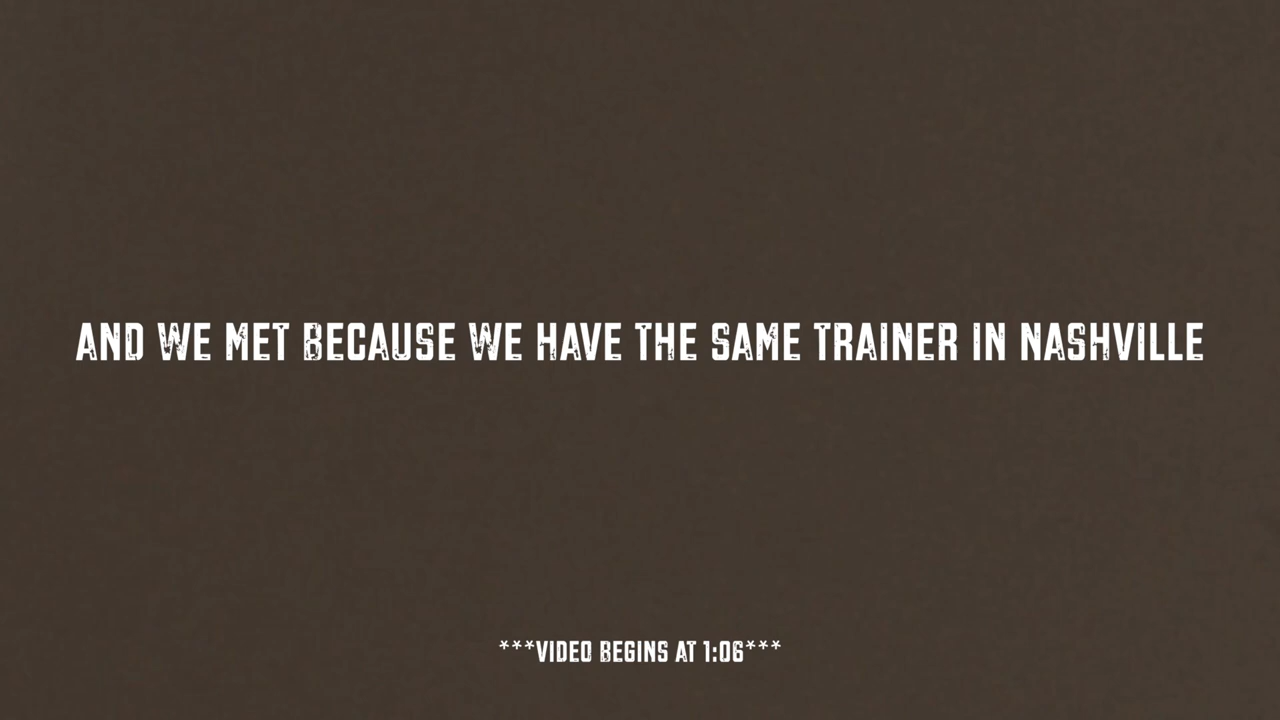 AND WE MET BECAUSE WE HAVE THE SAME TRAINER IN NASHVILLE
***VIDEO BEGINS AT 1:06***